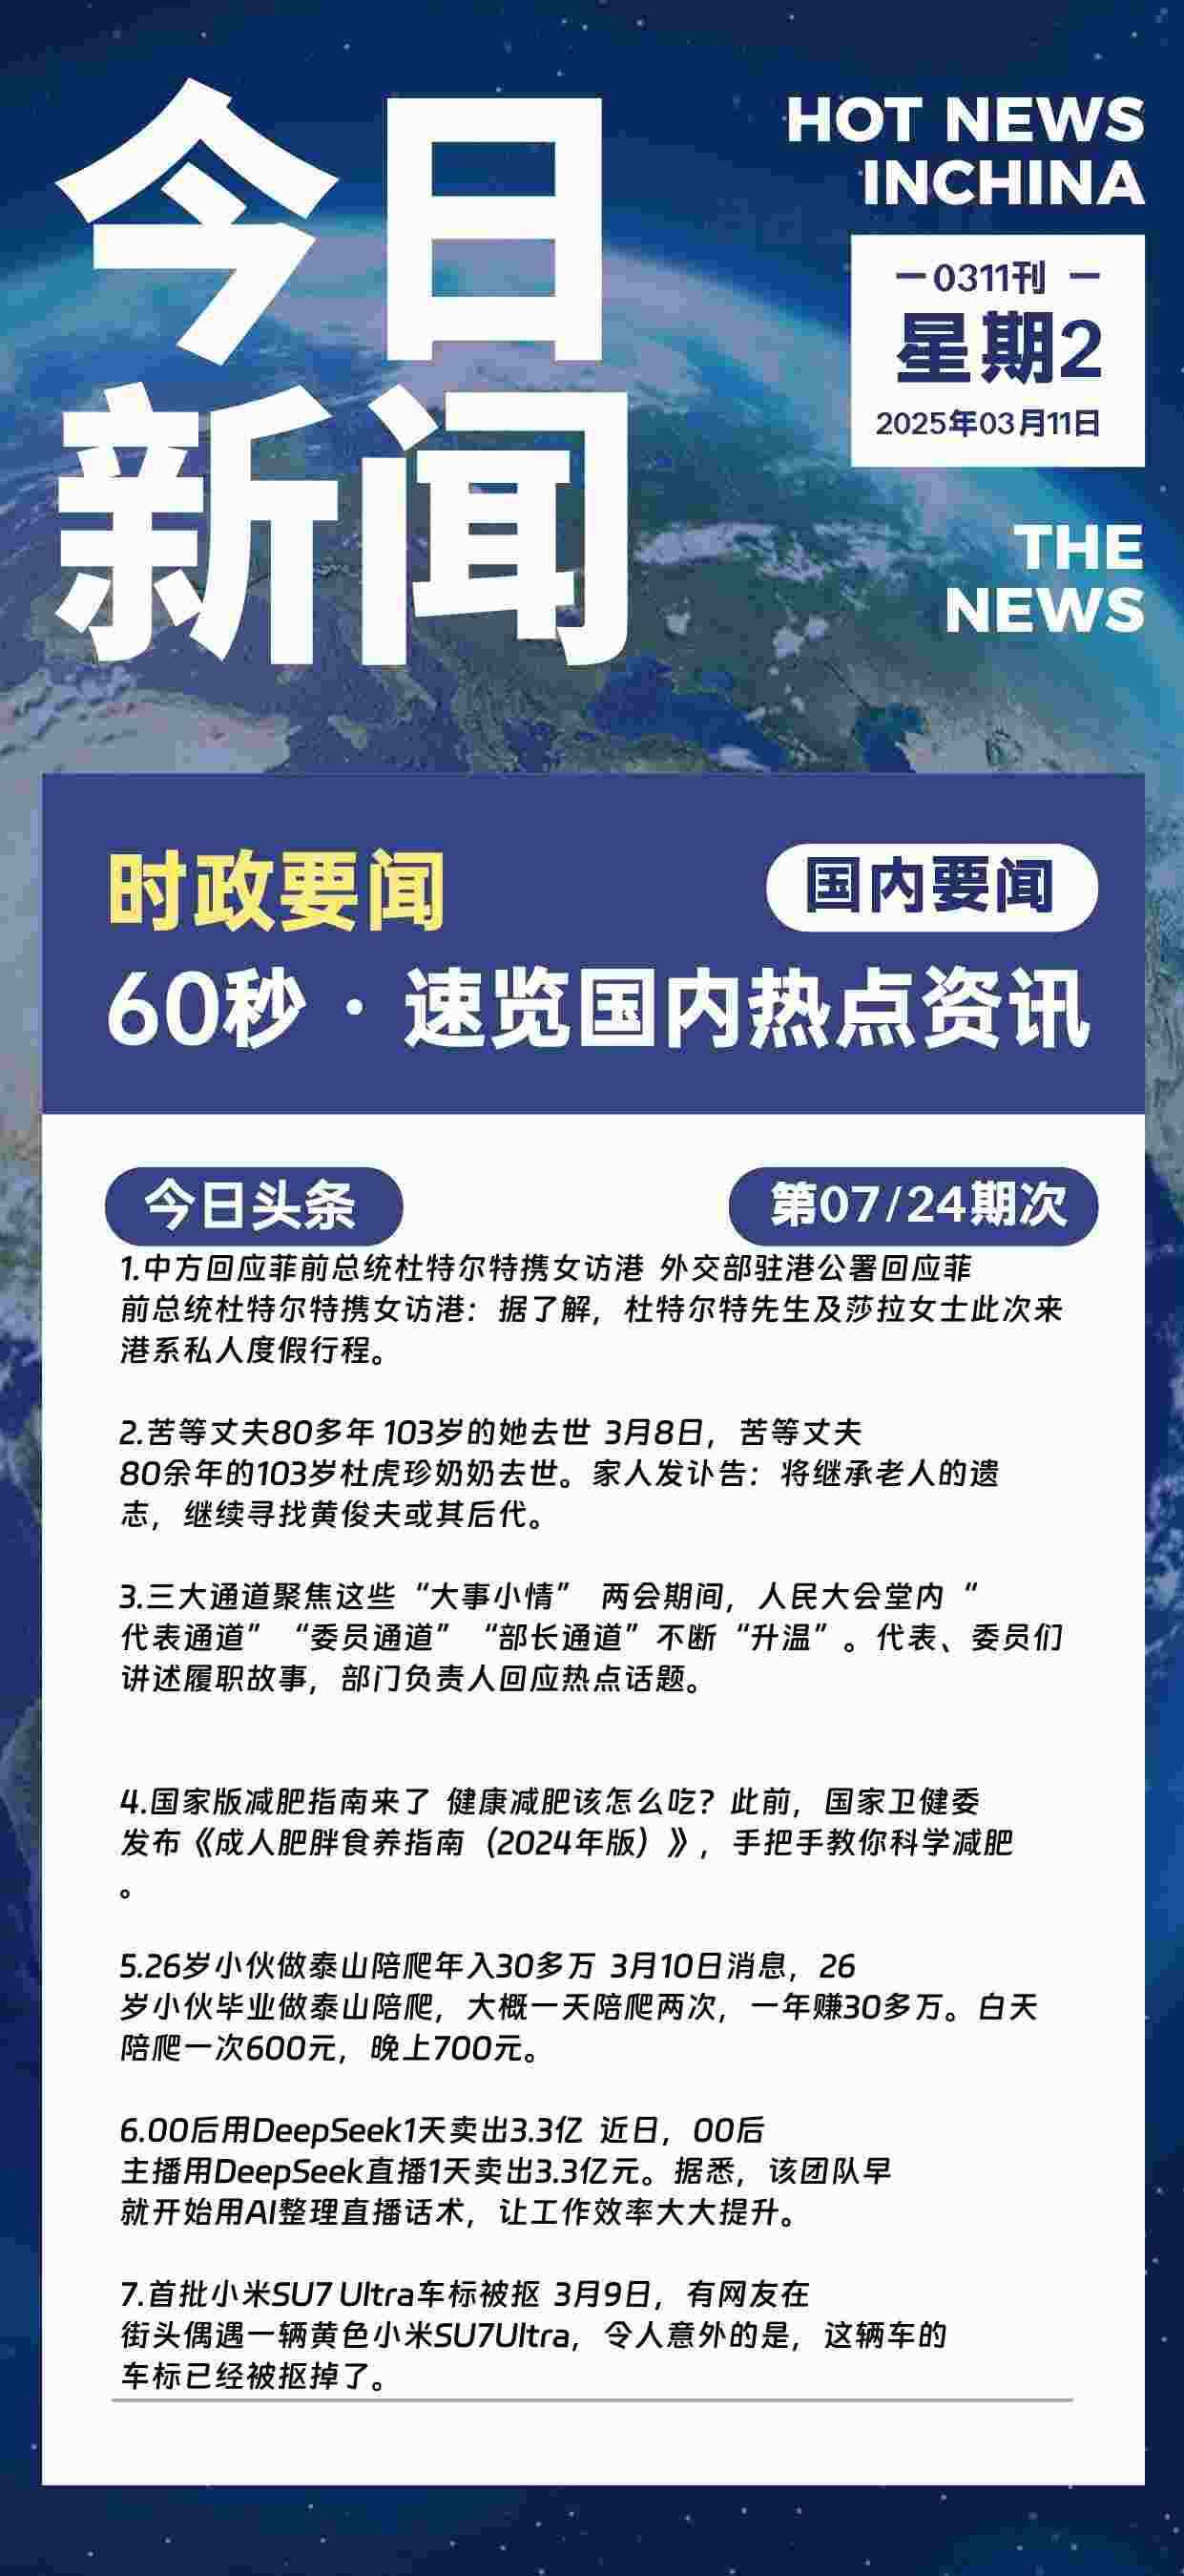 今日
新闻
HOT NEWS
INCHINA
—0311刊 —
星期2
2025年03月11日
THE
NEWS
时政要闻
国内要闻
60秒 · 速览国内热点资讯
今日头条
第07/24期次
1.中方回应菲前总统杜特尔特携女访港 外交部驻港公署回应菲
前总统杜特尔特携女访港：据了解，杜特尔特先生及莎拉女士此次来
港系私人度假行程。
2.苦等丈夫80多年 103岁的她去世 3月8日，苦等丈夫
80余年的103岁杜虎珍奶奶去世。家人发讣告：将继承老人的遗
志，继续寻找黄俊夫或其后代。
3.三大通道聚焦这些“大事小情” 两会期间，人民大会堂内“
代表通道”“委员通道”“部长通道”不断“升温”。代表、委员们
讲述履职故事，部门负责人回应热点话题。
4.国家版减肥指南来了 健康减肥该怎么吃？此前，国家卫健委
发布《成人肥胖食养指南（2024年版）》，手把手教你科学减肥
。
5.26岁小伙做泰山陪爬年入30多万 3月10日消息，26
岁小伙毕业做泰山陪爬，大概一天陪爬两次，一年赚30多万。白天
陪爬一次600元，晚上700元。
6.00后用DeepSeek1天卖出3.3亿 近日，00后
主播用DeepSeek直播1天卖出3.3亿元。据悉，该团队早
就开始用AI整理直播话术，让工作效率大大提升。
7.首批小米SU7 Ultra车标被抠 3月9日，有网友在
街头偶遇一辆黄色小米SU7Ultra，令人意外的是，这辆车的
车标已经被抠掉了。